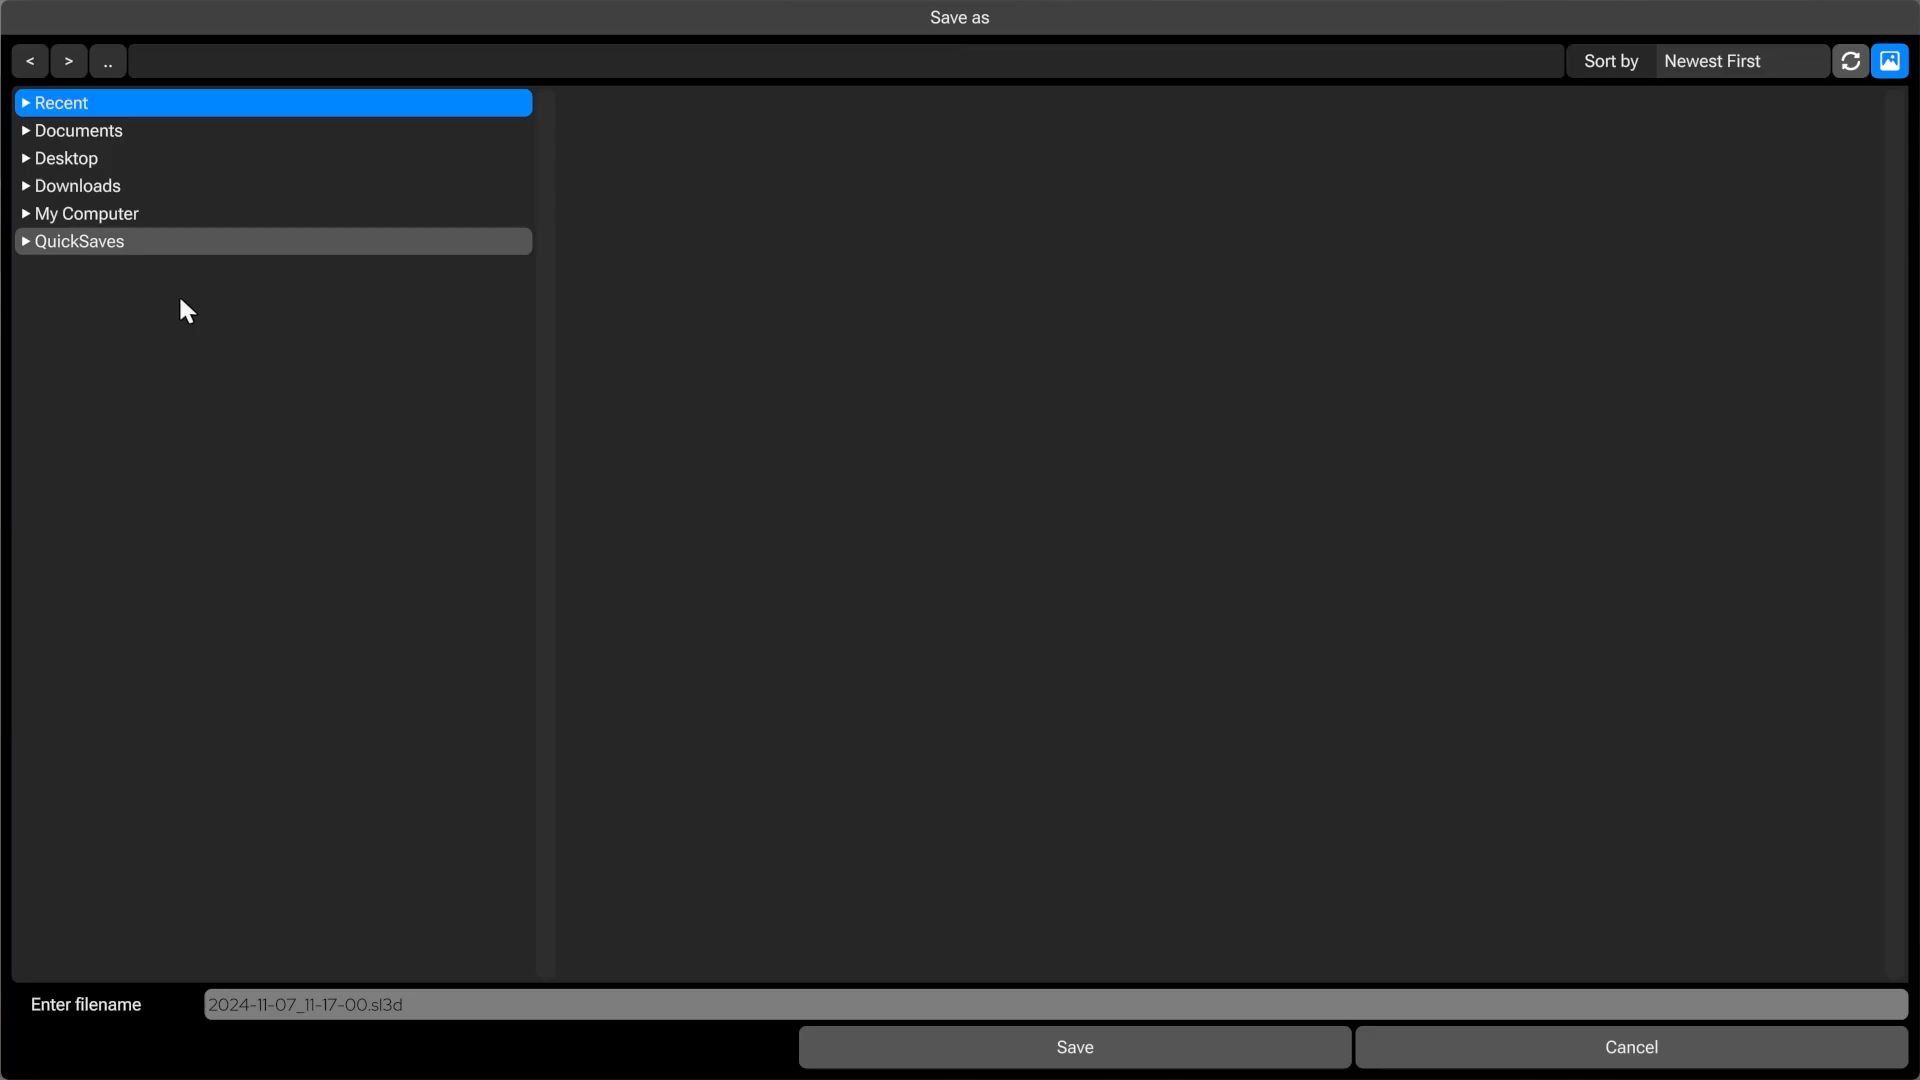 Save as
< > .. Sort by Newest First
Recent
Documents
Desktop
Downloads
My Computer
QuickSaves
Enter filename 2024-11-07_11-17-00.sl3d
Save Cancel